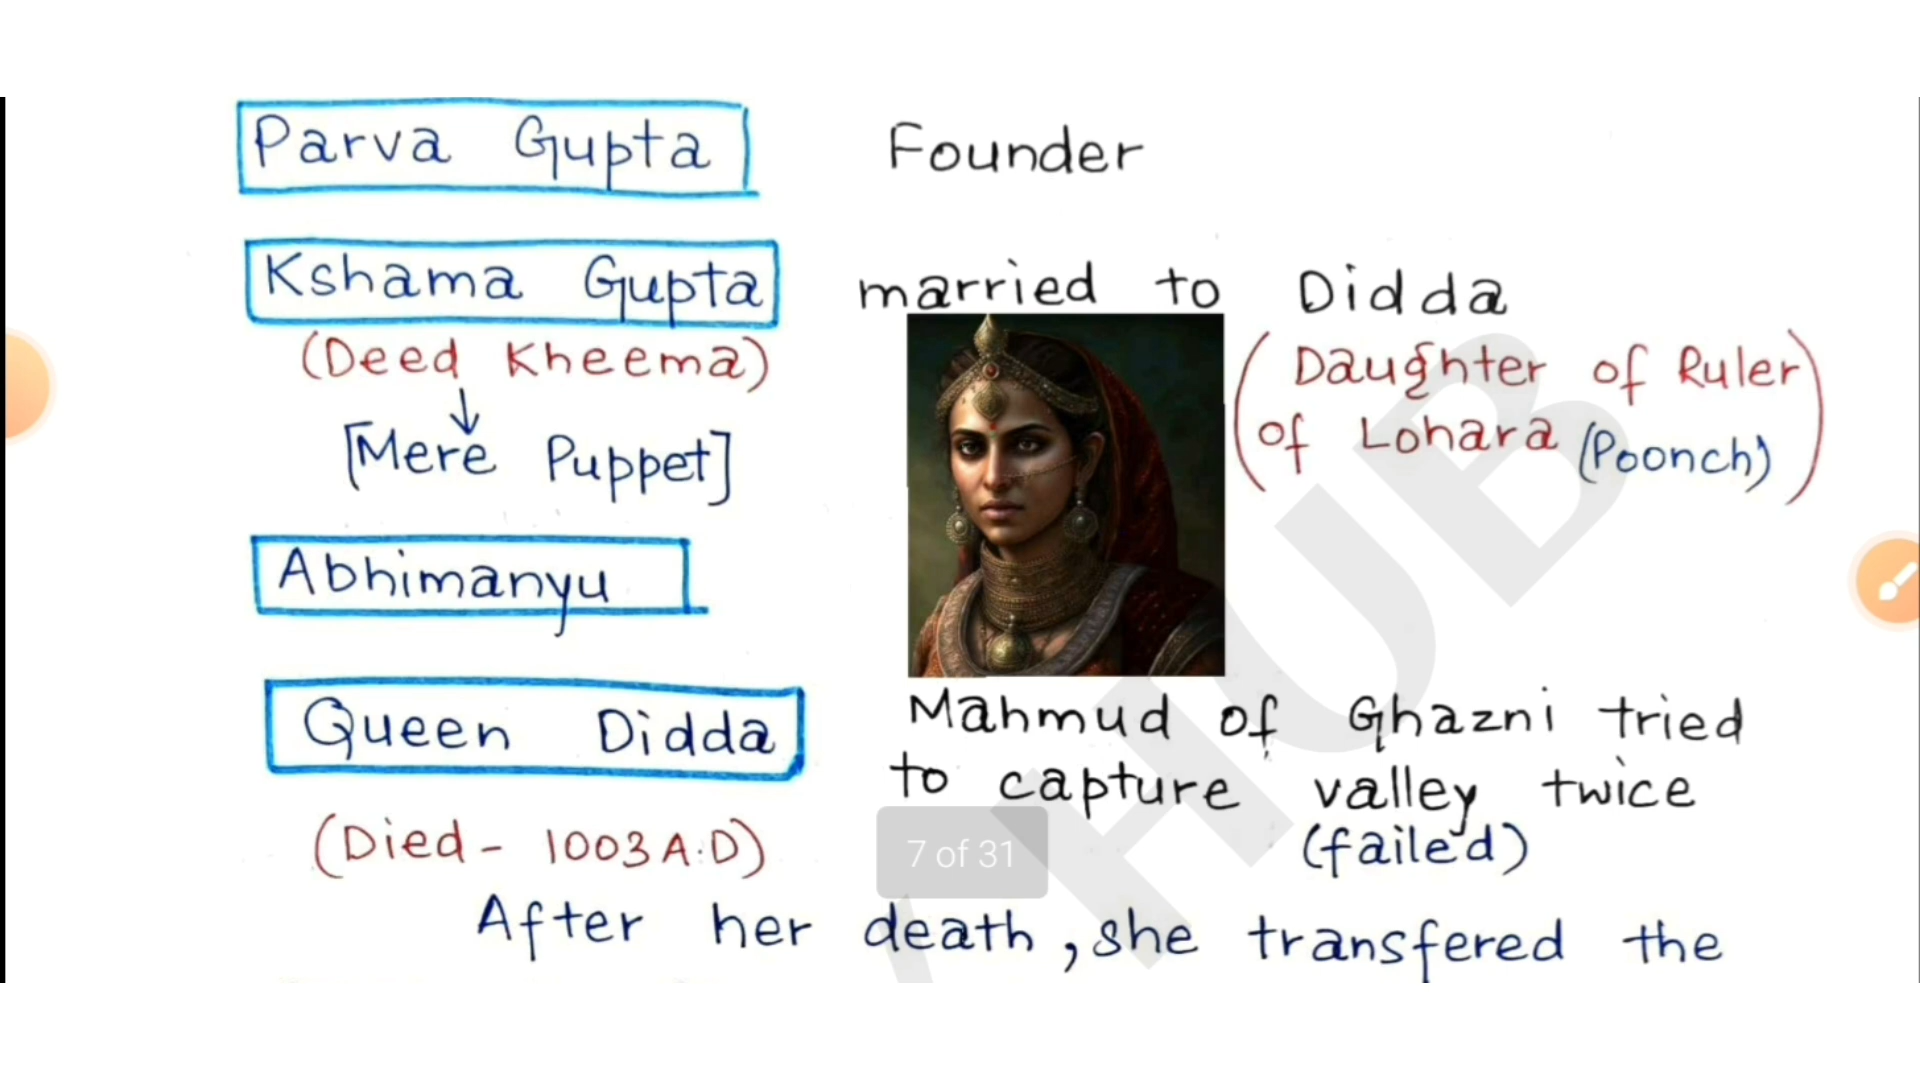 Parva Gupta Founder
Kshama Gupta married to Didda
(Deed Kheema) (Daughter of Ruler
of Lohara (Poonch))
[Mere Puppet]
Abhimanyu
Queen Didda Mahmud of Ghazni tried
to capture valley twice
(Died - 1003 A.D) (failed)
7 of 31
After her death, she transfered the
HUB